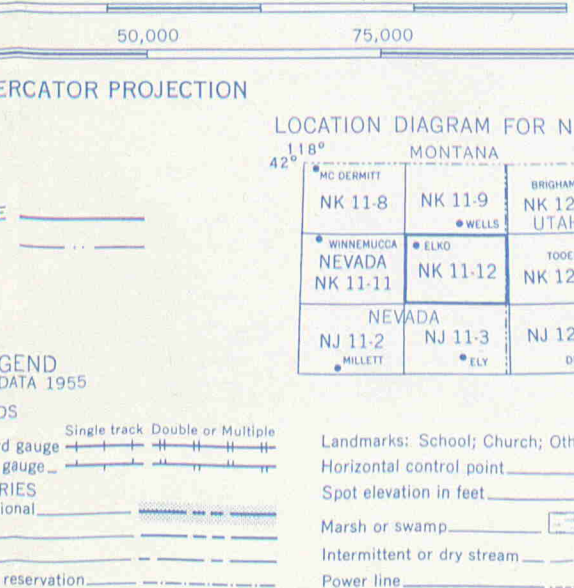 50,000 75,000
ERCATOR PROJECTION
LOCATION DIAGRAM FOR N
118°
42° MONTANA
MC DERMITT
NK 11-8 NK 11-9
WELLS
BRIGHAM
NK 12
UTAH
WINNEMUCCA
NEVADA
NK 11-11
ELKO
NK 11-12
TOOE
NK 12
NEVADA
NJ 11-2 NJ 11-3 NJ 12
MILLETT ELY D
E
GEND
DATA 1955
DS
Single track Double or Multiple
rd gauge
gauge
RIES
ional
reservation
Landmarks: School; Church; Oth
Horizontal control point
Spot elevation in feet
Marsh or swamp
Intermittent or dry stream
Power line